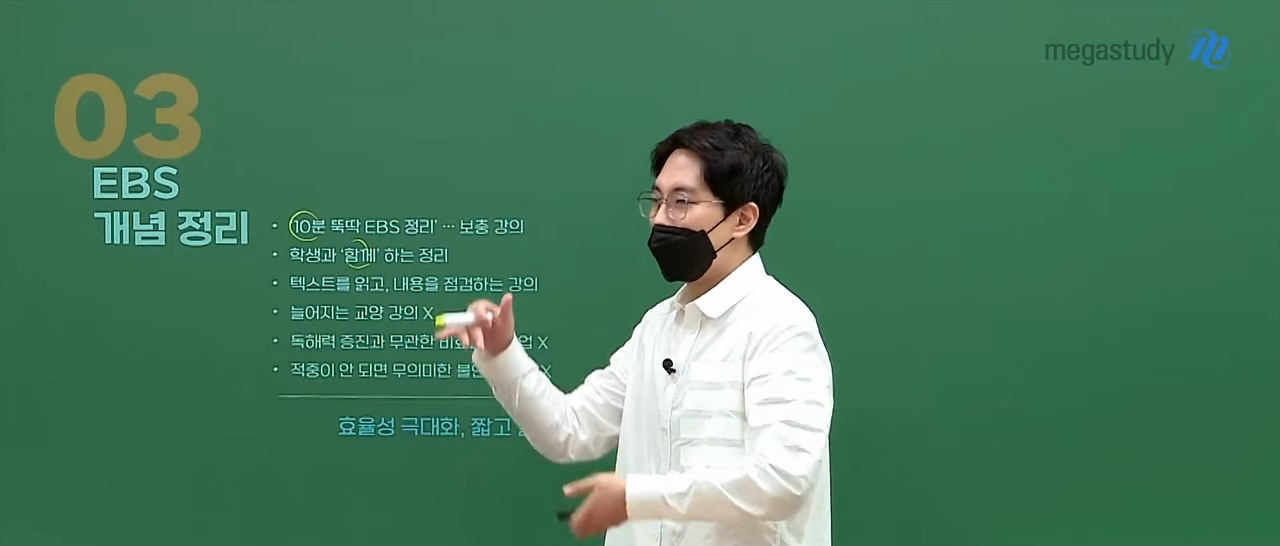 megastudy
03
EBS
개념 정리
• '10분 뚝딱 EBS 정리' … 보충 강의
• 학생과 '함께' 하는 정리
• 텍스트를 읽고, 내용을 점검하는 강의
• 늘어지는 교양 강의 X
• 독해력 증진과 무관한 X
• 적중이 안 되면 무의미한 X
효율성 극대화, 짧고